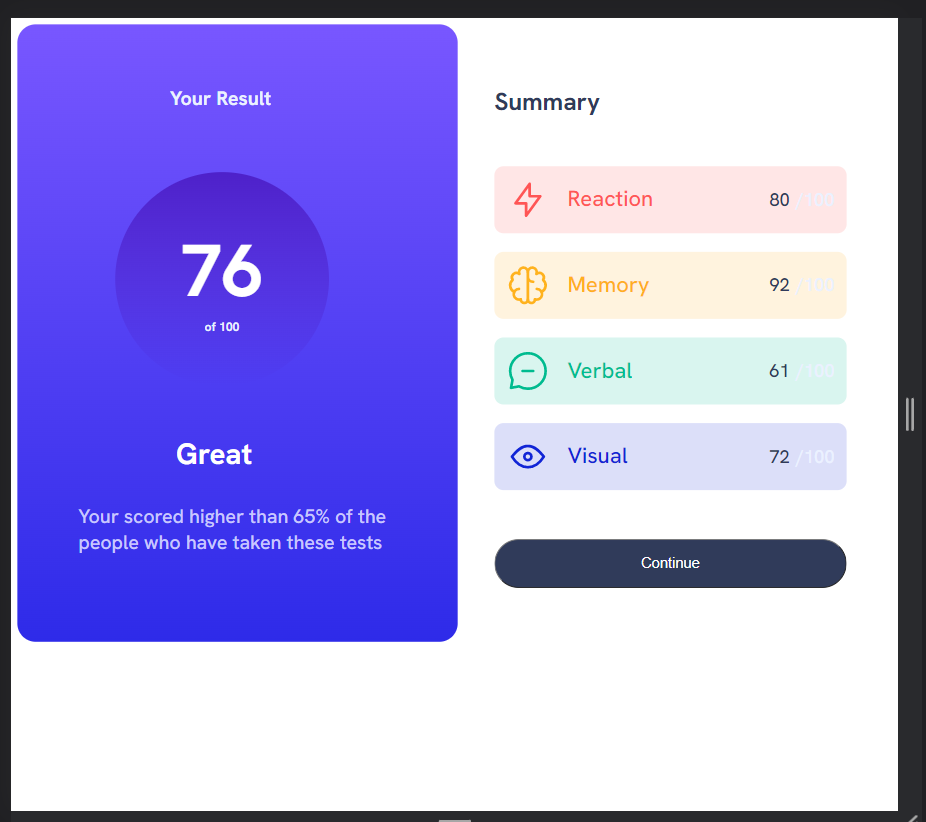 Your Result
76
of 100
Great
Your scored higher than 65% of the
people who have taken these tests
Summary
Reaction 80 /100
Memory 92 /100
Verbal 61 /100
Visual 72 /100
Continue